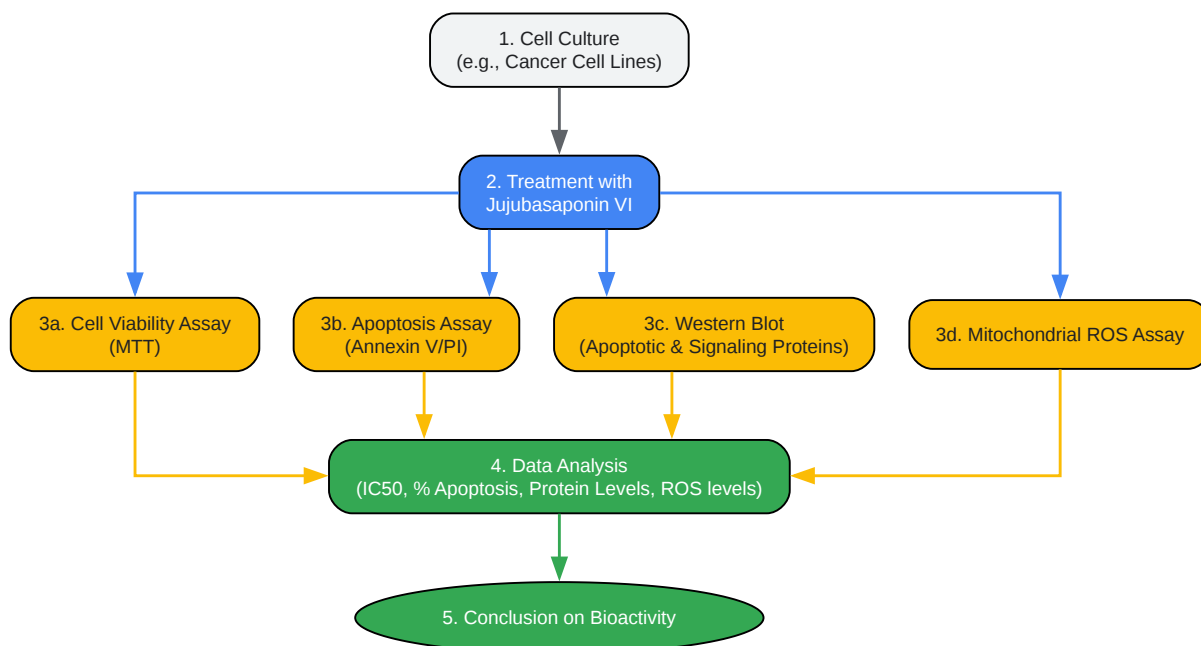 1. Cell Culture
(e.g., Cancer Cell Lines)
2. Treatment with
Jujubasaponin VI
3a. Cell Viability Assay
(MTT)
3b. Apoptosis Assay
(Annexin V/PI)
3c. Western Blot
(Apoptotic & Signaling Proteins)
3d. Mitochondrial ROS Assay
4. Data Analysis
(IC50, % Apoptosis, Protein Levels, ROS levels)
5. Conclusion on Bioactivity